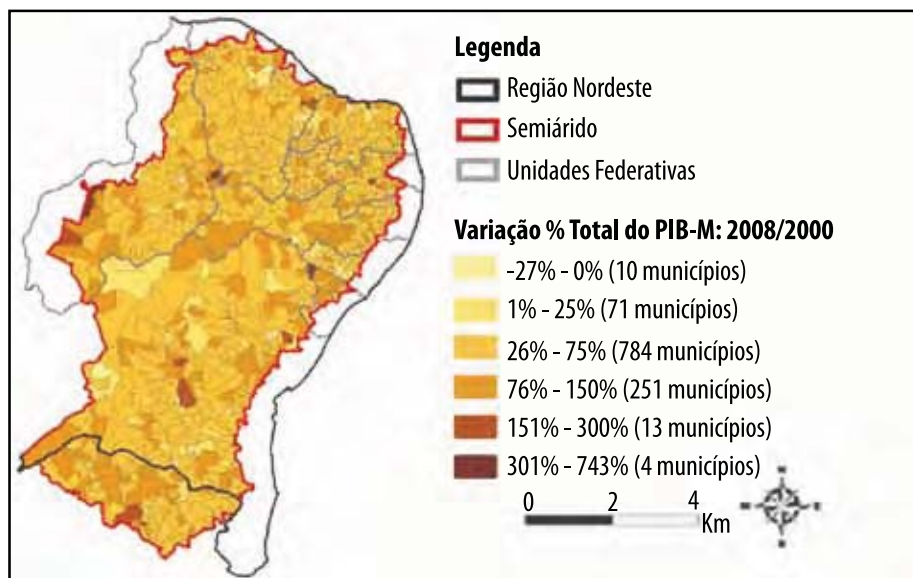 Legenda
Região Nordeste
Semiárido
Unidades Federativas
Variação % Total do PIB-M: 2008/2000
-27% - 0% (10 municípios)
1% - 25% (71 municípios)
26% - 75% (784 municípios)
76% - 150% (251 municípios)
151% - 300% (13 municípios)
301% - 743% (4 municípios)
0 2 4
Km